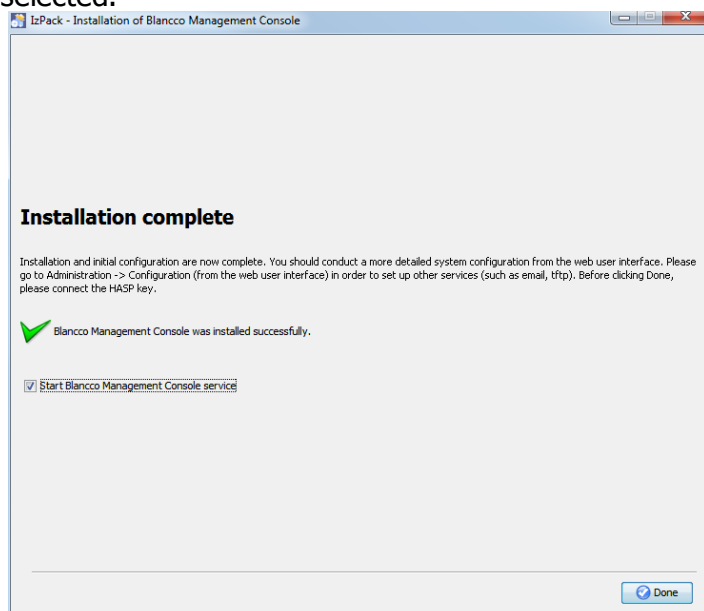 selected.
IzPack - Installation of Blancco Management Console
Installation complete
Installation and initial configuration are now complete. You should conduct a more detailed system configuration from the web user interface. Please
go to Administration -> Configuration (from the web user interface) in order to set up other services (such as email, tftp). Before clicking Done,
please connect the HASP key.
Blancco Management Console was installed successfully.
Start Blancco Management Console service
Done